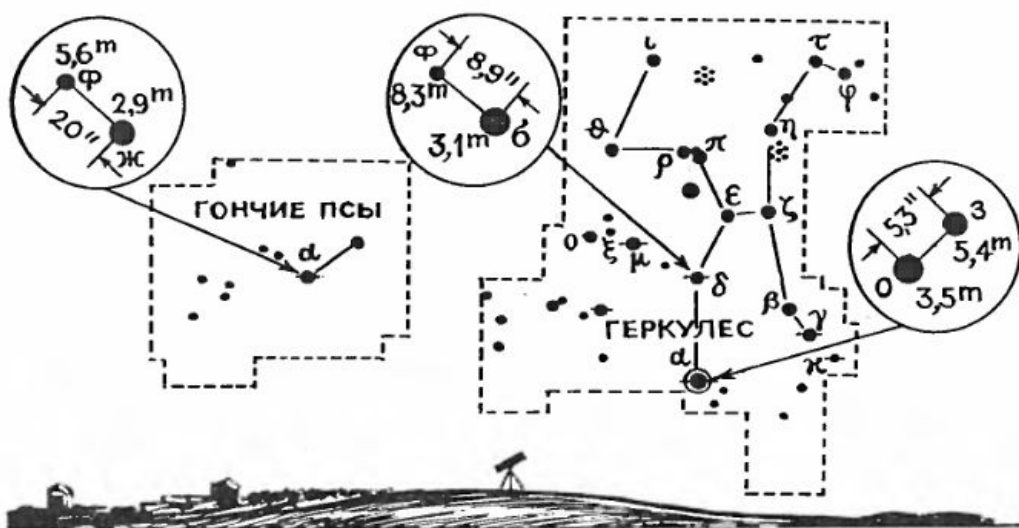 5,6ᵐ
ф
2,9ᵐ
20"
ж
ГОНЧИЕ ПСЫ
α
ф
8,9"
8,3ᵐ
3,1ᵐ
б
ι
τ
φ
η
θ
ρ
π
ε
ζ
ο
ξ
μ
δ
β
γ
ϰ
ГЕРКУЛЕС
α
5,3"
З
5,4ᵐ
О
3,5ᵐ